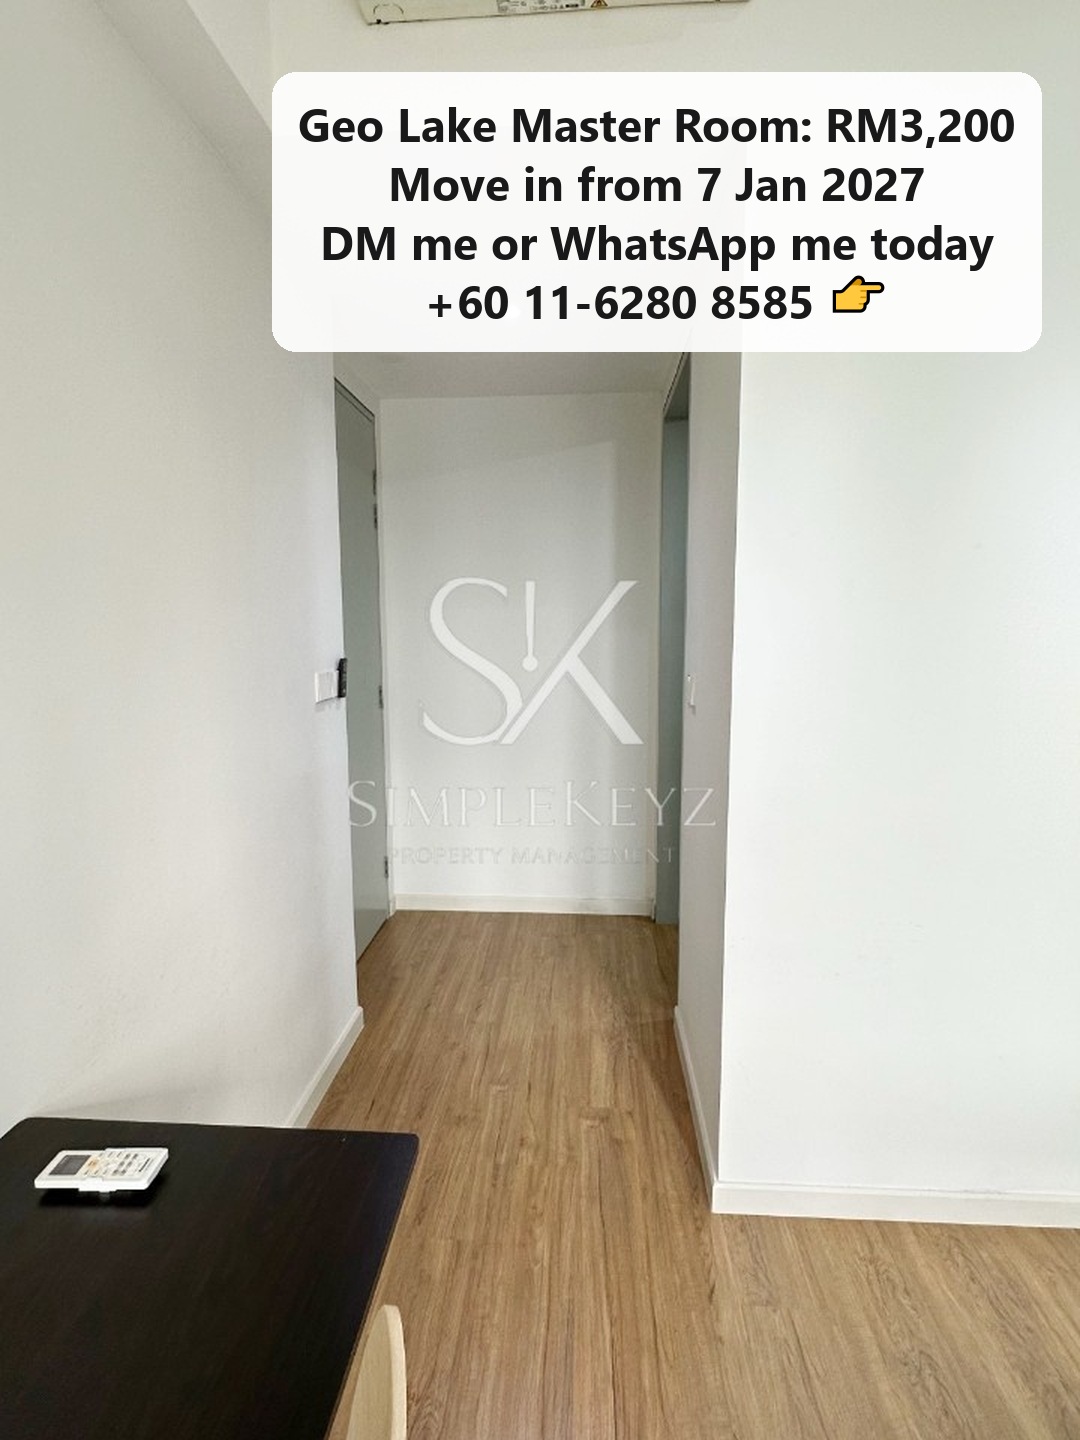 Geo Lake Master Room: RM3,200
Move in from 7 Jan 2027
DM me or WhatsApp me today
+60 11-6280 8585 👉
SK
SIMPLEKEYZ
PROPERTY MANAGEMENT